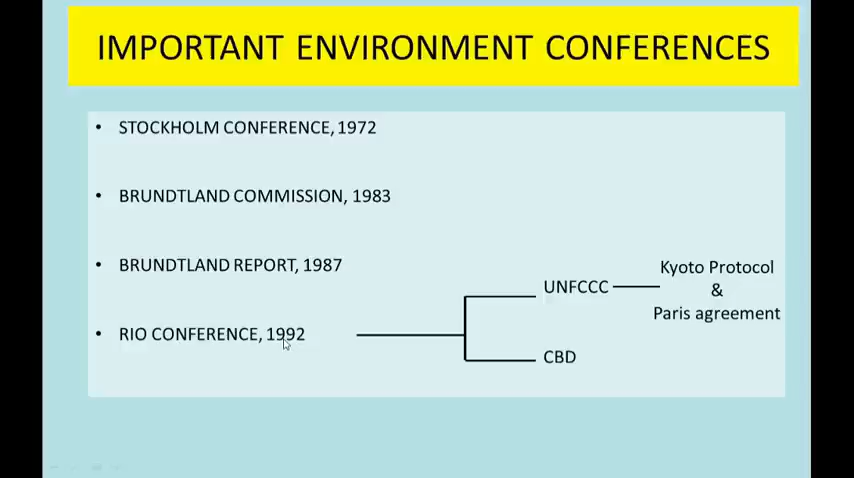 IMPORTANT ENVIRONMENT CONFERENCES
• STOCKHOLM CONFERENCE, 1972
• BRUNDTLAND COMMISSION, 1983
• BRUNDTLAND REPORT, 1987
• RIO CONFERENCE, 1992
UNFCCC
Kyoto Protocol
&
Paris agreement
CBD